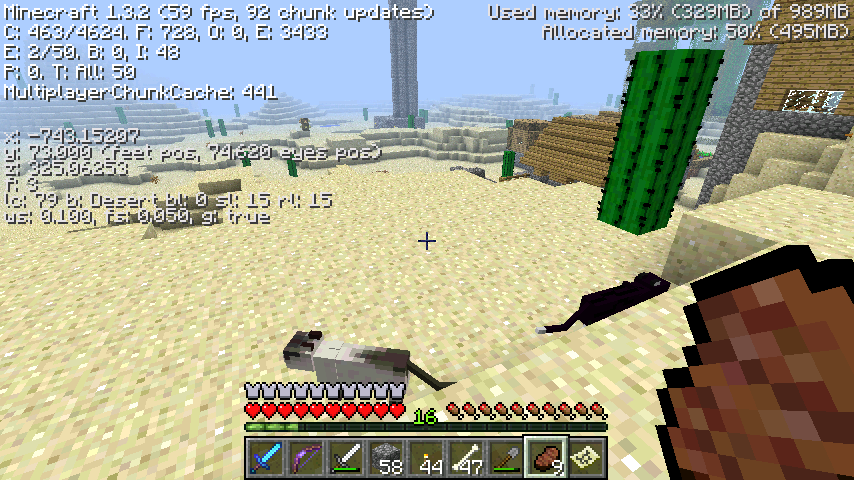 Minecraft 1.3.2 (59 fps, 92 chunk updates)
C: 463/4624, F: 728, O: 0, E: 3433
E: 2/50, B: 0, I: 48
P: 0, T: All: 50
MultiplayerChunkCache: 441
x: -743.15207
y: 73.000 (feet pos, 74.620 eyes pos)
z: 325.06253
f: 3
lc: 79 b: Desert bl: 0 sl: 15 rl: 15
ws: 0.100, fs: 0.050, g: true
Used memory: 33% (329MB) of 989MB
Allocated memory: 50% (495MB)
16
58
44
47
9